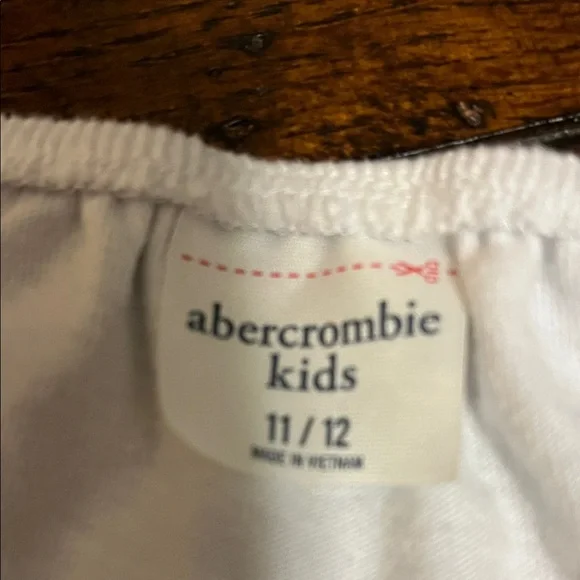 abercrombie
kids
11 / 12
MADE IN VIETNAM